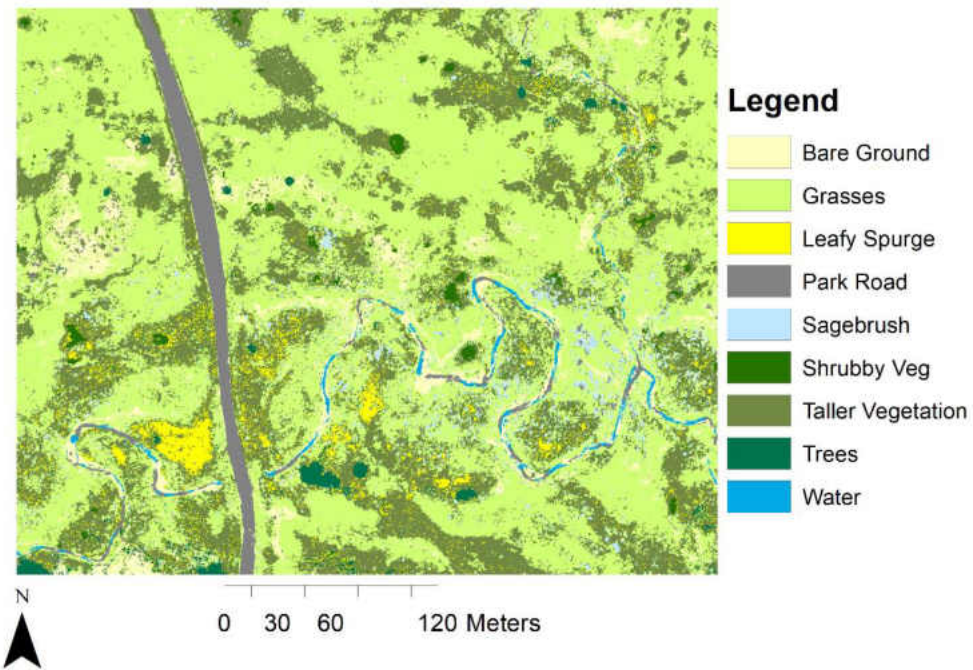 Legend
Bare Ground
Grasses
Leafy Spurge
Park Road
Sagebrush
Shrubby Veg
Taller Vegetation
Trees
Water
N
0 30 60 120 Meters